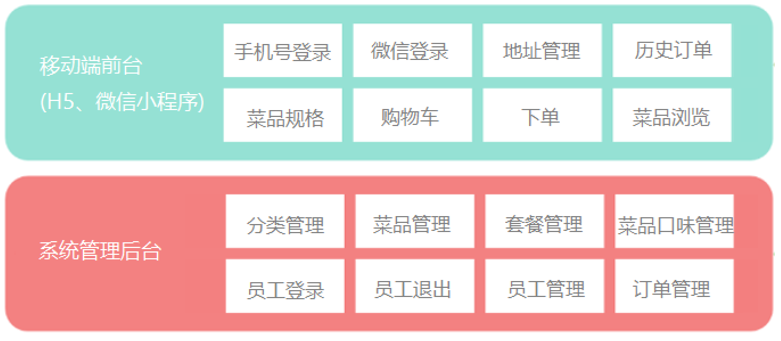 移动端前台
(H5、微信小程序)
手机号登录
微信登录
地址管理
历史订单
菜品规格
购物车
下单
菜品浏览
系统管理后台
分类管理
菜品管理
套餐管理
菜品口味管理
员工登录
员工退出
员工管理
订单管理